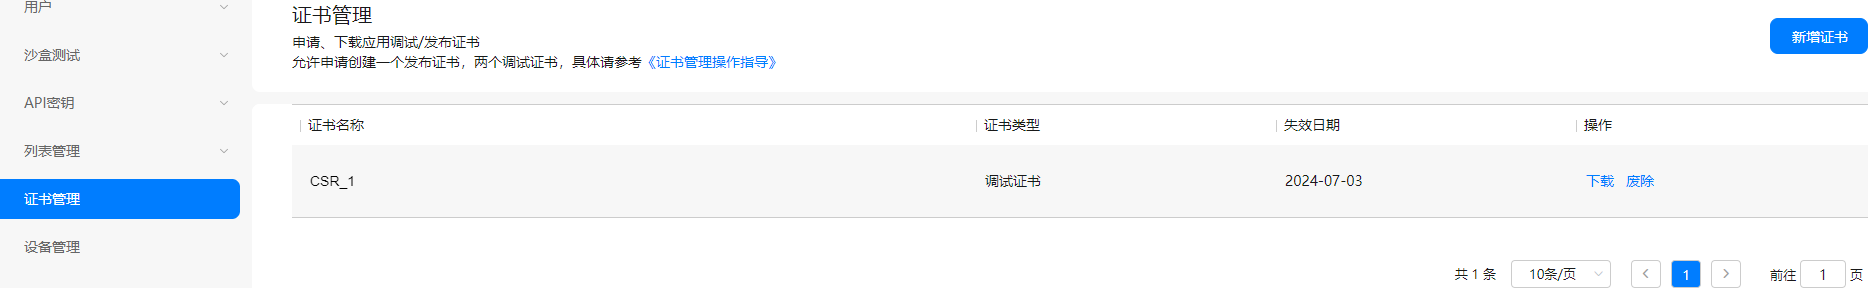 用户
沙盒测试
API密钥
列表管理
证书管理
设备管理
证书管理
申请、下载应用调试/发布证书
允许申请创建一个发布证书，两个调试证书，具体请参考《证书管理操作指导》
新增证书
证书名称 证书类型 失效日期 操作
CSR_1 调试证书 2024-07-03 下载 废除
共 1 条 10条/页 1 前往 1 页